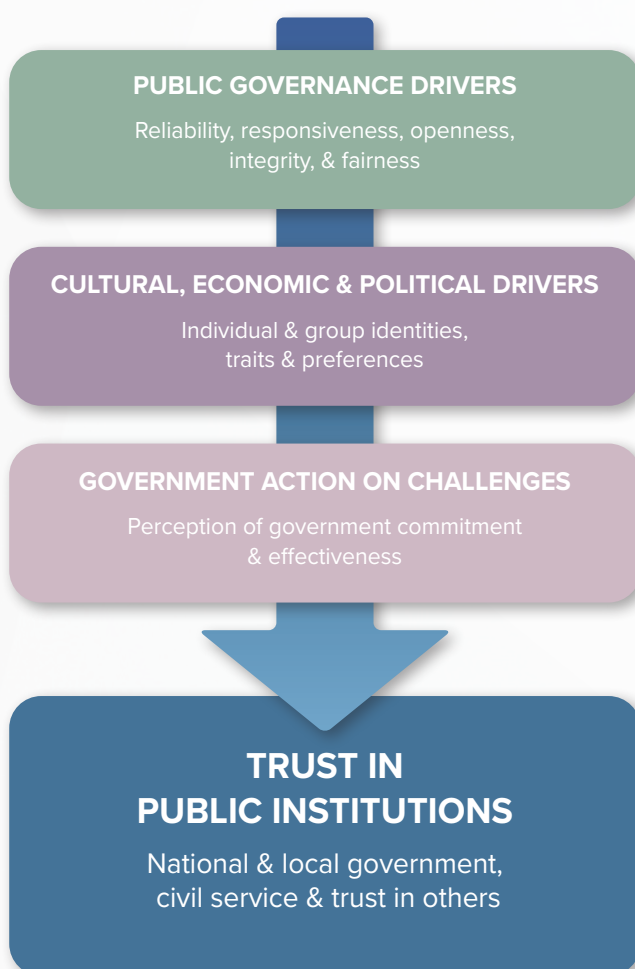 PUBLIC GOVERNANCE DRIVERS
Reliability, responsiveness, openness,
integrity, & fairness
CULTURAL, ECONOMIC & POLITICAL DRIVERS
Individual & group identities,
traits & preferences
GOVERNMENT ACTION ON CHALLENGES
Perception of government commitment
& effectiveness
TRUST IN
PUBLIC INSTITUTIONS
National & local government,
civil service & trust in others